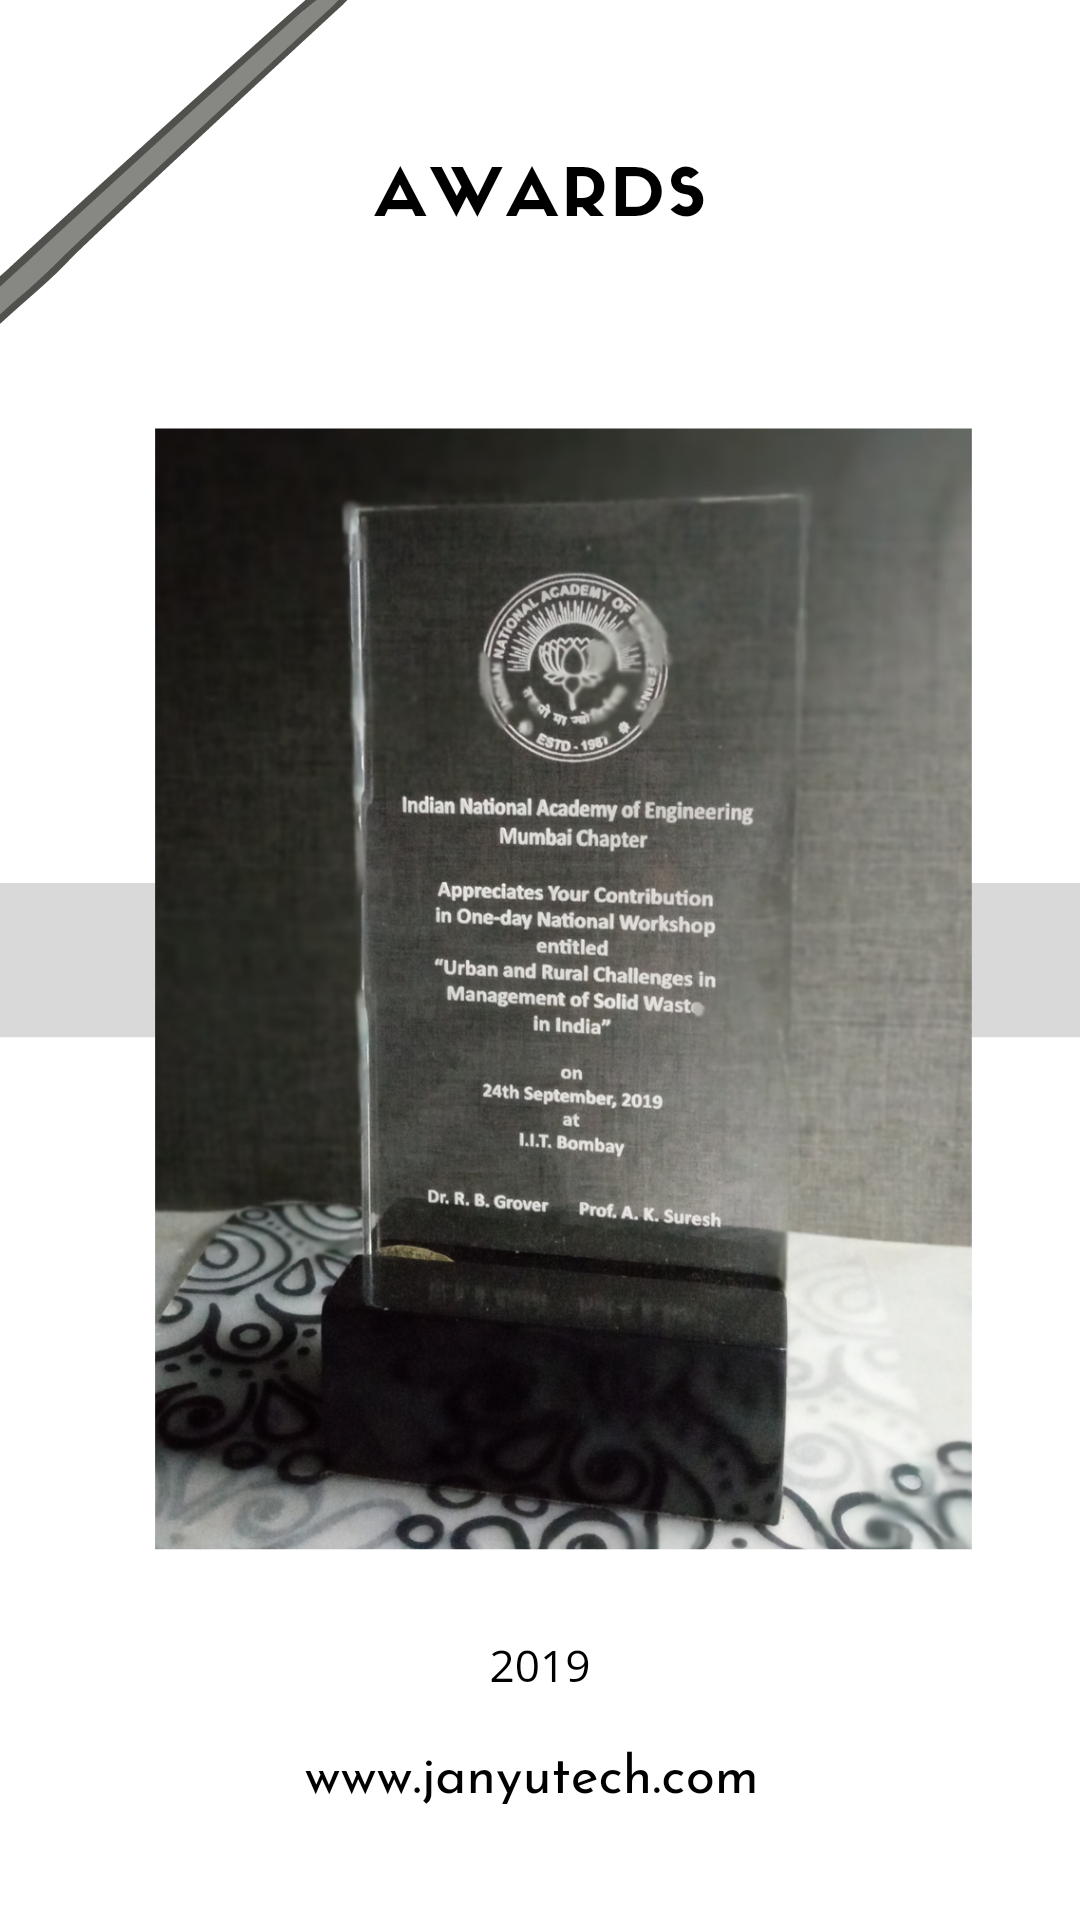 AWARDS
INDIAN NATIONAL ACADEMY OF
ESTD - 1987
Indian National Academy of Engineering
Mumbai Chapter
Appreciates Your Contribution
in One-day National Workshop
entitled
“Urban and Rural Challenges in
Management of Solid Waste
in India”
on
24th September, 2019
at
I.I.T. Bombay
Dr. R. B. Grover Prof. A. K. Suresh
2019
www.janyutech.com